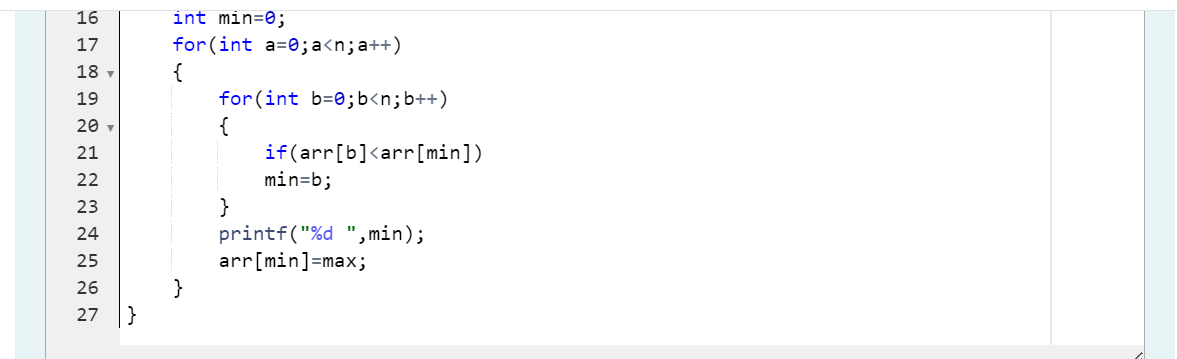 16 int min=0;
17 for(int a=0;a<n;a++)
18 {
19 for(int b=0;b<n;b++)
20 {
21 if(arr[b]<arr[min])
22 min=b;
23 }
24 printf("%d ",min);
25 arr[min]=max;
26 }
27 }